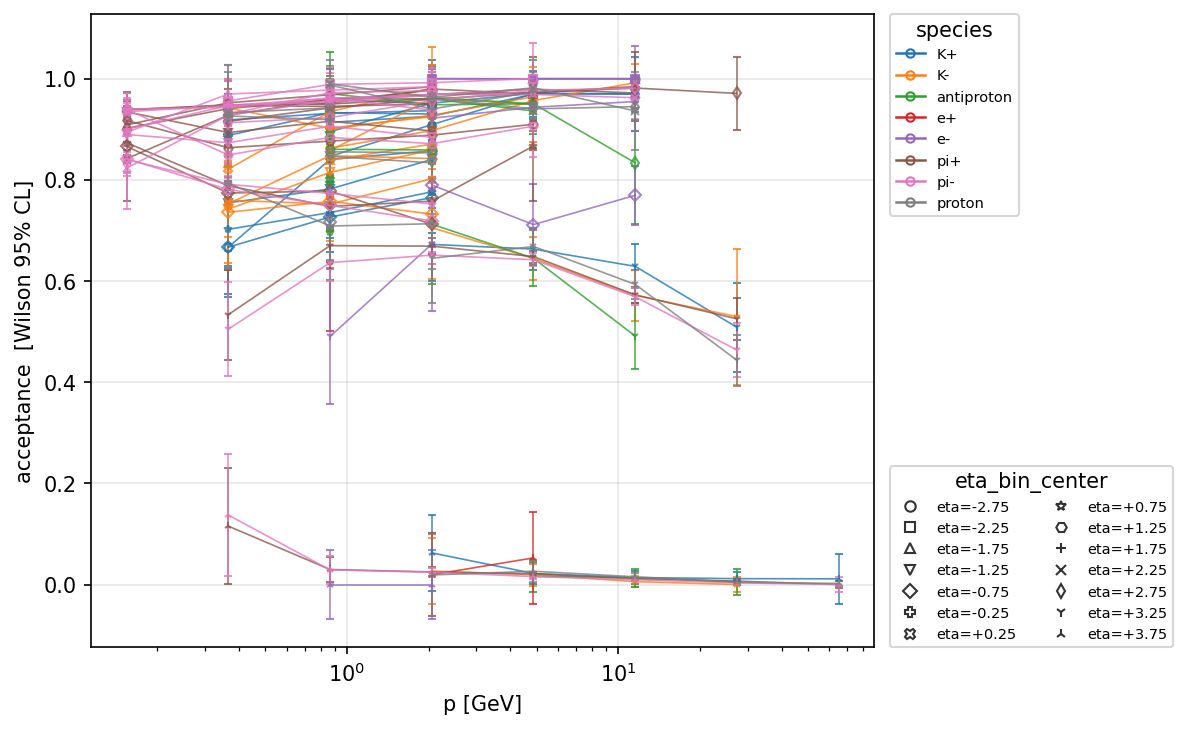 acceptance [Wilson 95% CL]
1.0
0.8
0.6
0.4
0.2
0.0
10⁰
10¹
p [GeV]
species
K+
K-
antiproton
e+
e-
pi+
pi-
proton
eta_bin_center
eta=-2.75
eta=-2.25
eta=-1.75
eta=-1.25
eta=-0.75
eta=-0.25
eta=+0.25
eta=+0.75
eta=+1.25
eta=+1.75
eta=+2.25
eta=+2.75
eta=+3.25
eta=+3.75